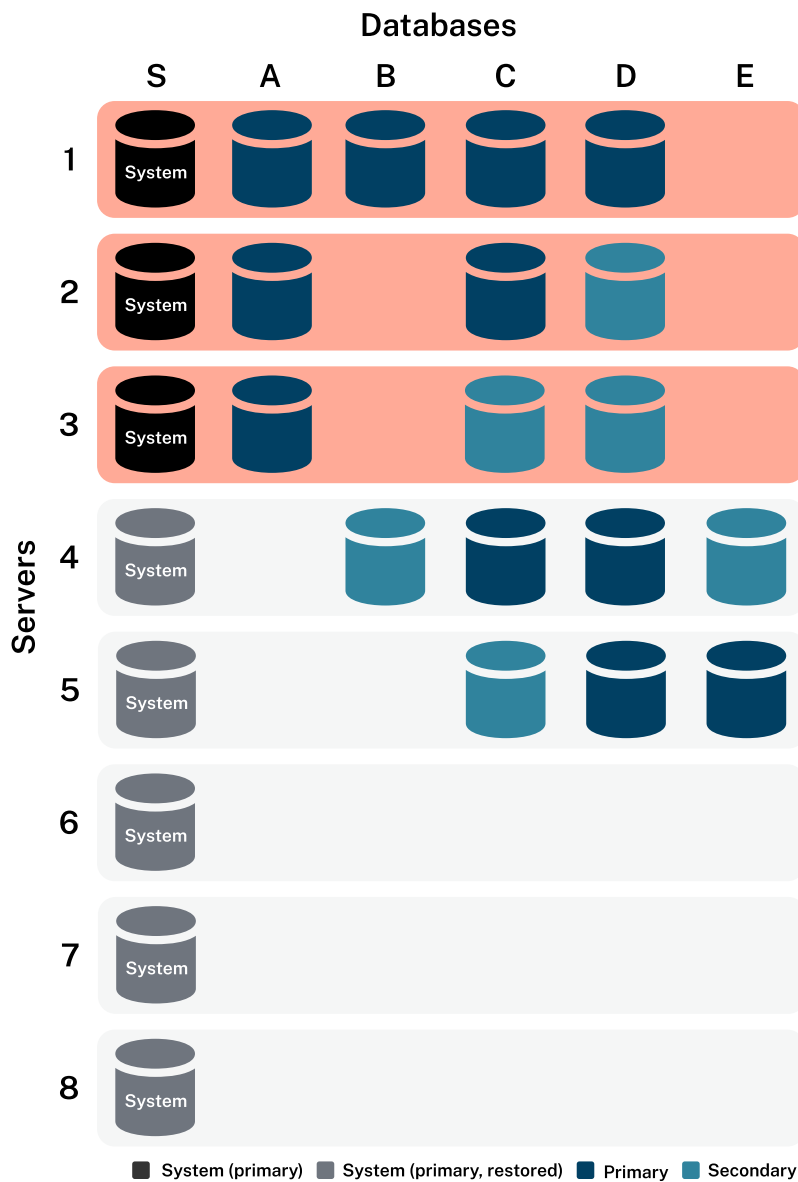 Databases
S A B C D E
1 System
2 System
3 System
Servers
4 System
5 System
6 System
7 System
8 System
System (primary) System (primary, restored) Primary Secondary